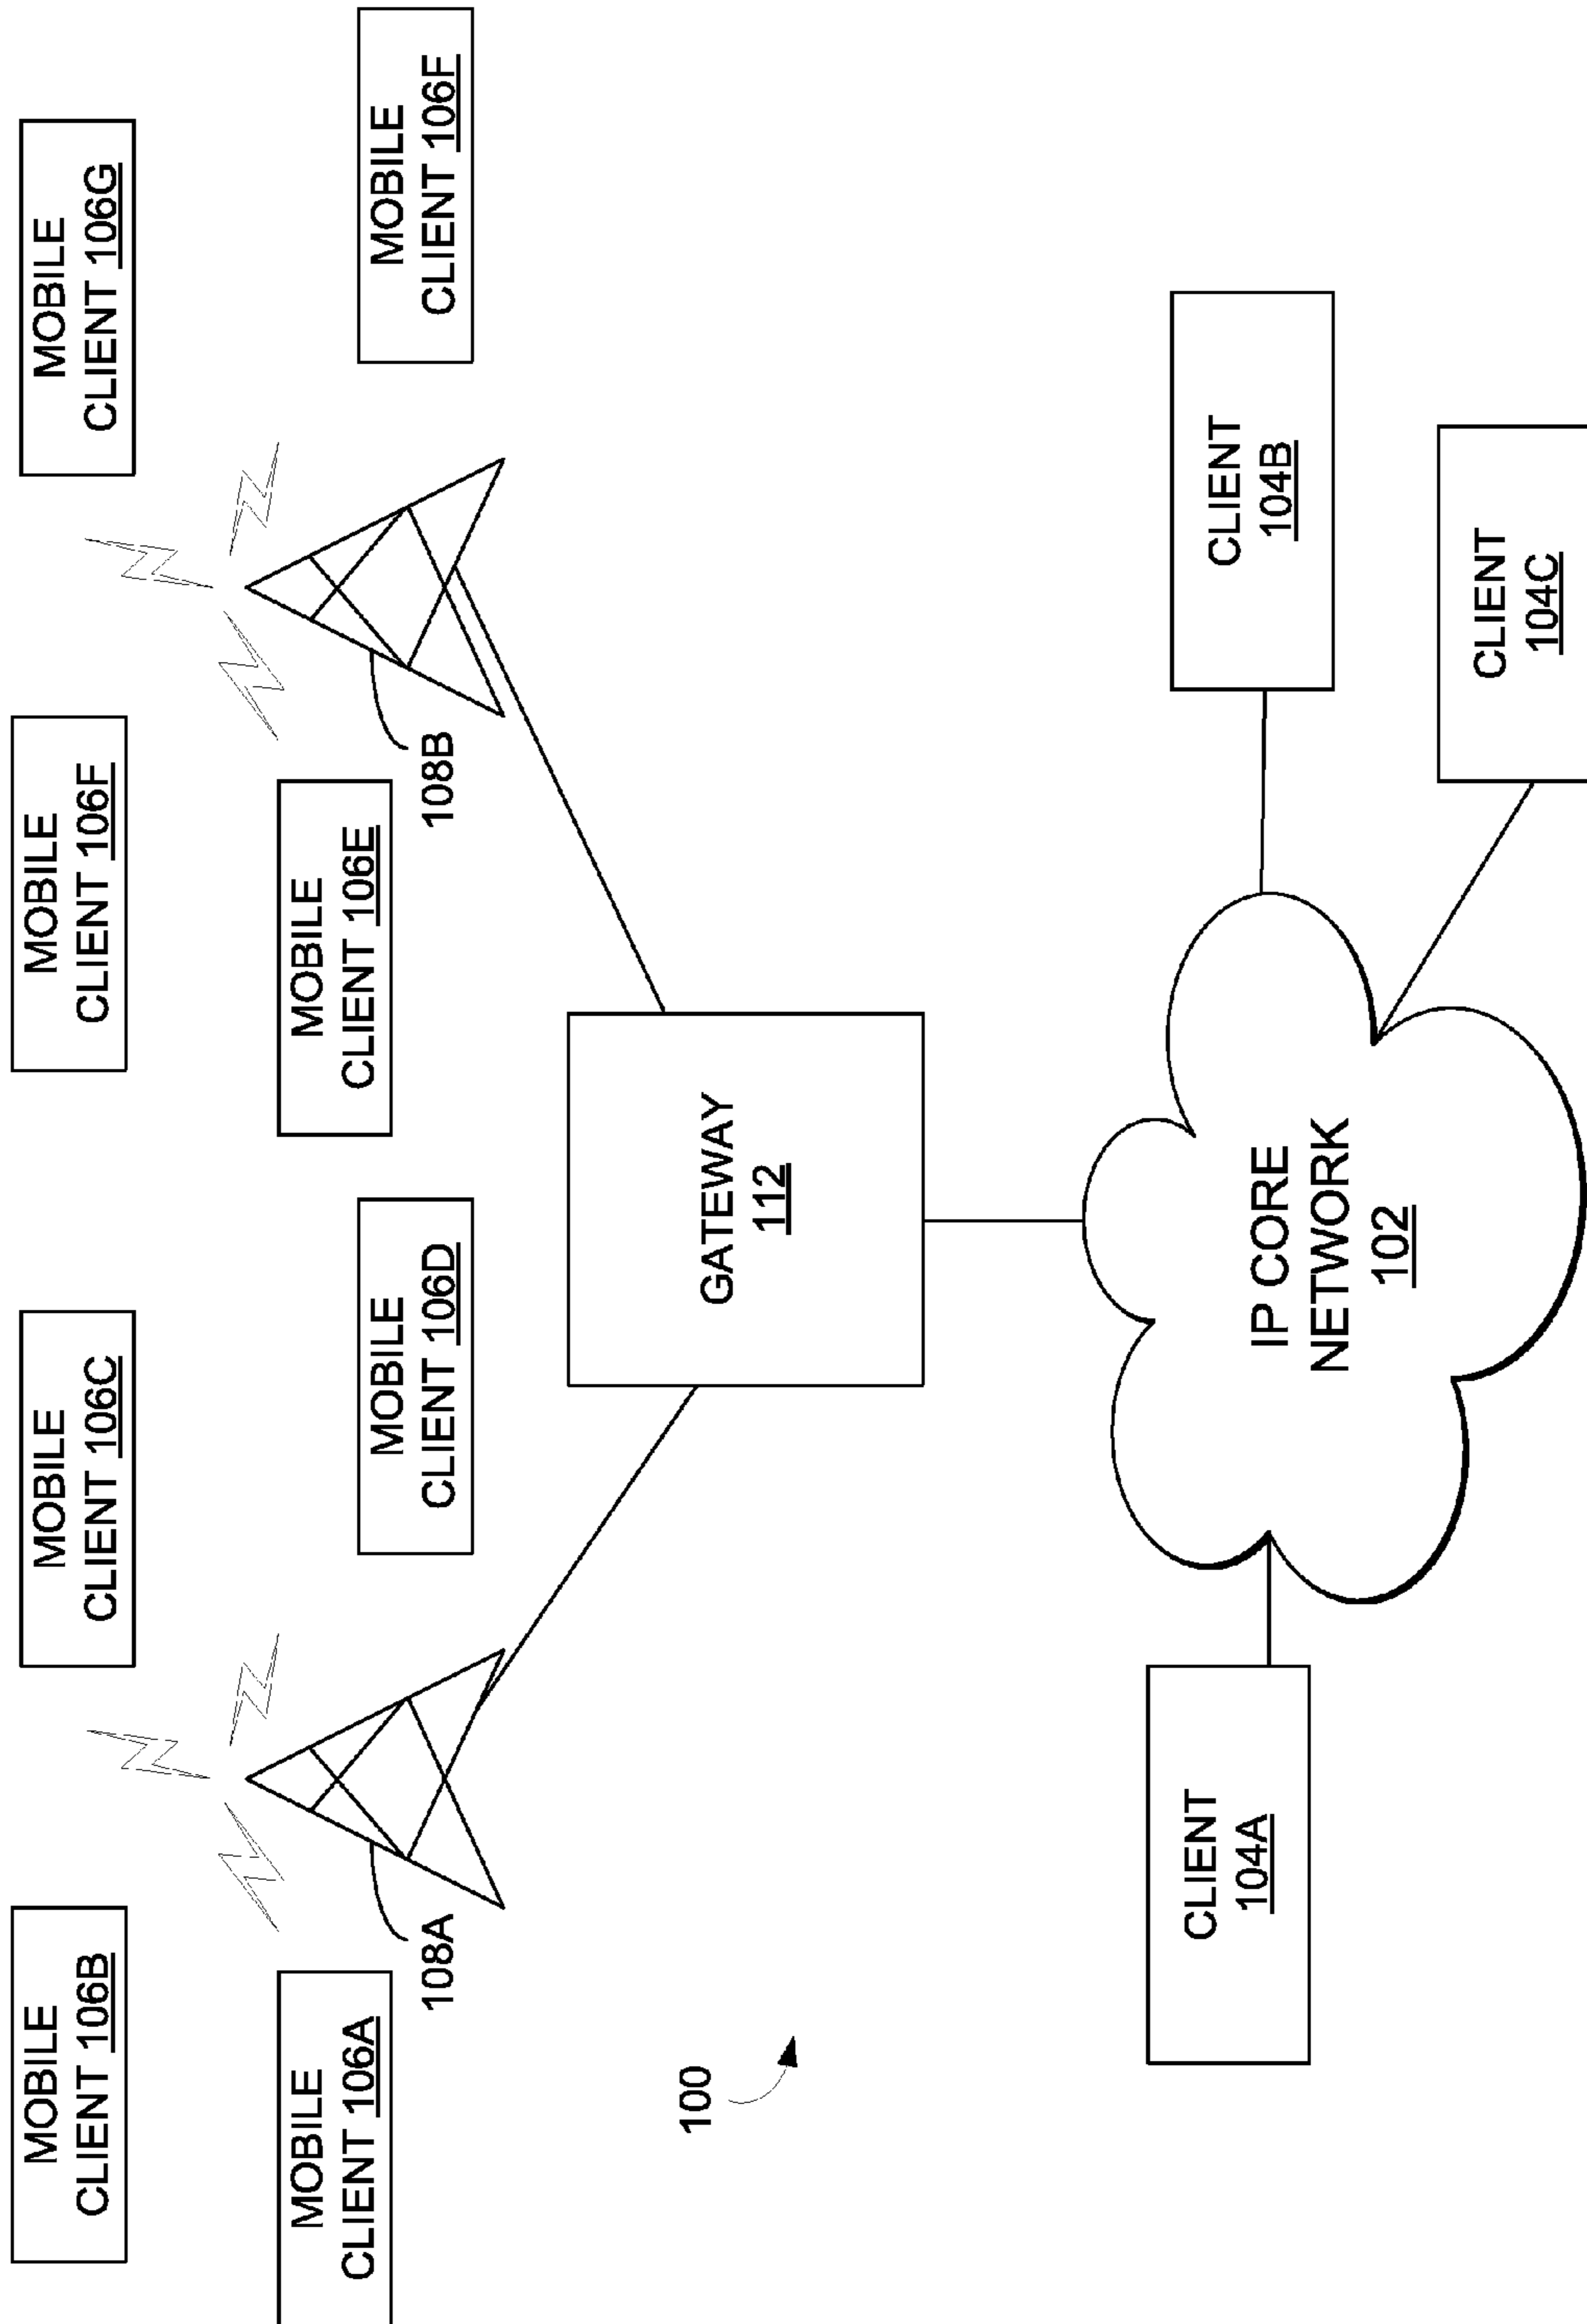 MOBILE
CLIENT 106B
MOBILE
CLIENT 106C
MOBILE
CLIENT 106F
MOBILE
CLIENT 106G
MOBILE
CLIENT 106A
MOBILE
CLIENT 106D
MOBILE
CLIENT 106E
MOBILE
CLIENT 106F
108A
108B
100
GATEWAY
112
CLIENT
104A
IP CORE
NETWORK
102
CLIENT
104B
CLIENT
104C